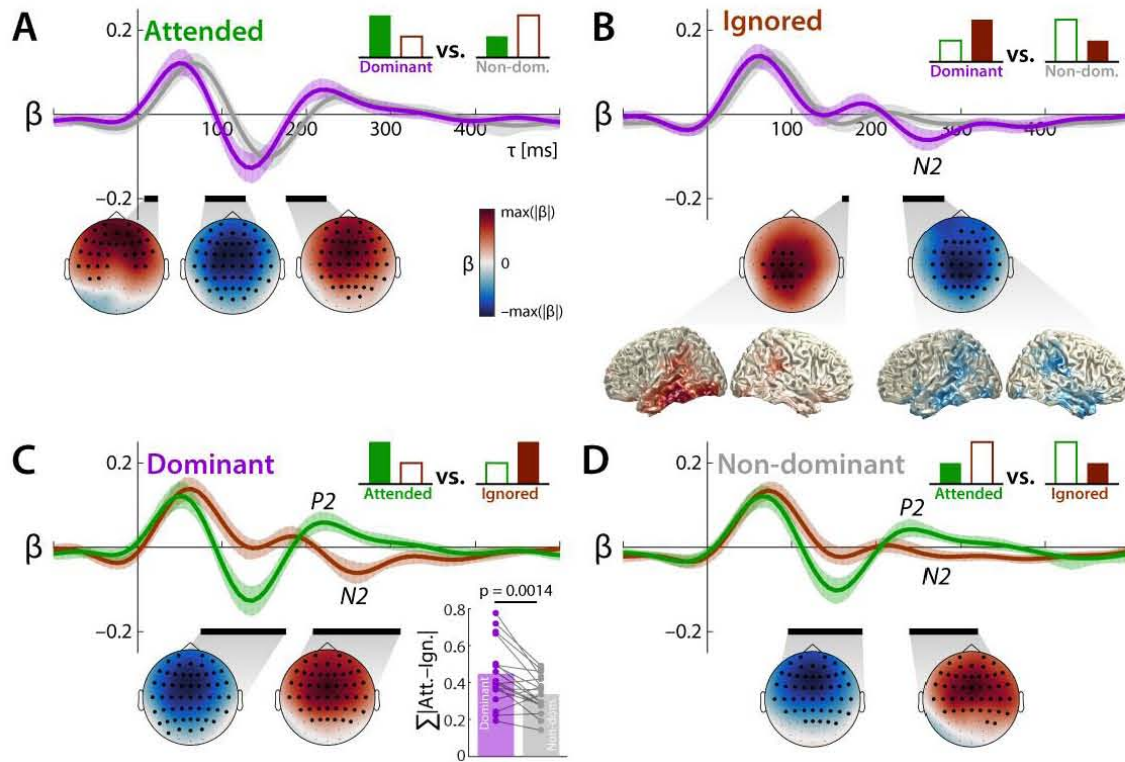 A
Attended
0.2
β
-0.2
100
200
300
400
τ [ms]
vs.
Dominant
Non-dom.
max(|β|)
β
0
-max(|β|)
B
Ignored
0.2
β
-0.2
100
200
300
400
N2
vs.
Dominant
Non-dom.
C
Dominant
0.2
β
-0.2
vs.
Attended
Ignored
P2
N2
p = 0.0014
0.8
0.6
0.4
0.2
0
∑|Att.-Ign.|
Dominant
Non-dom.
D
Non-dominant
0.2
β
-0.2
vs.
Attended
Ignored
P2
N2